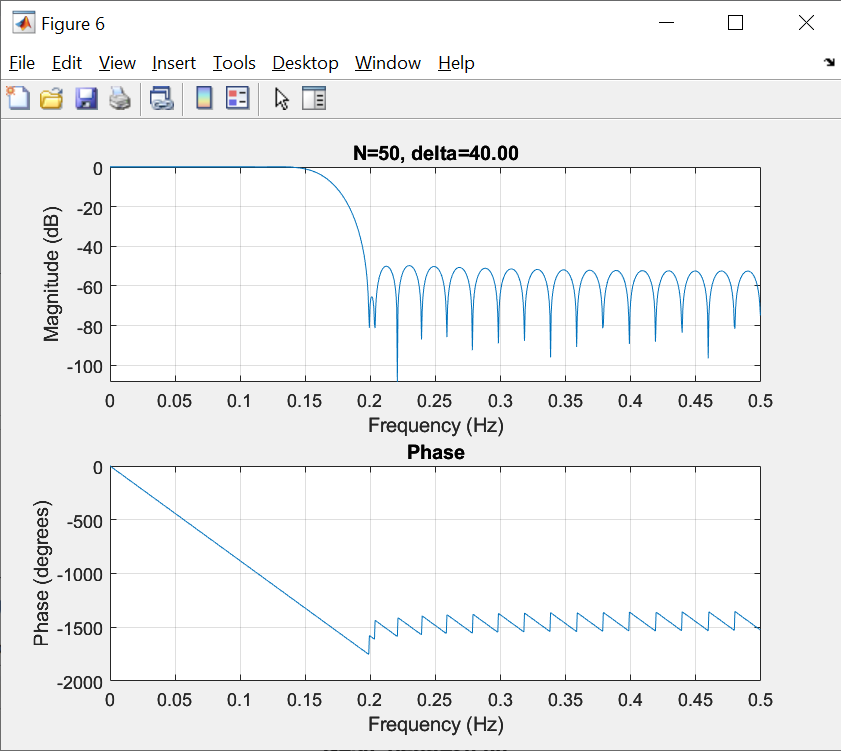 Figure 6
File Edit View Insert Tools Desktop Window Help
N=50, delta=40.00
Magnitude (dB)
0
-20
-40
-60
-80
-100
0 0.05 0.1 0.15 0.2 0.25 0.3 0.35 0.4 0.45 0.5
Frequency (Hz)
Phase
Phase (degrees)
0
-500
-1000
-1500
-2000
0 0.05 0.1 0.15 0.2 0.25 0.3 0.35 0.4 0.45 0.5
Frequency (Hz)